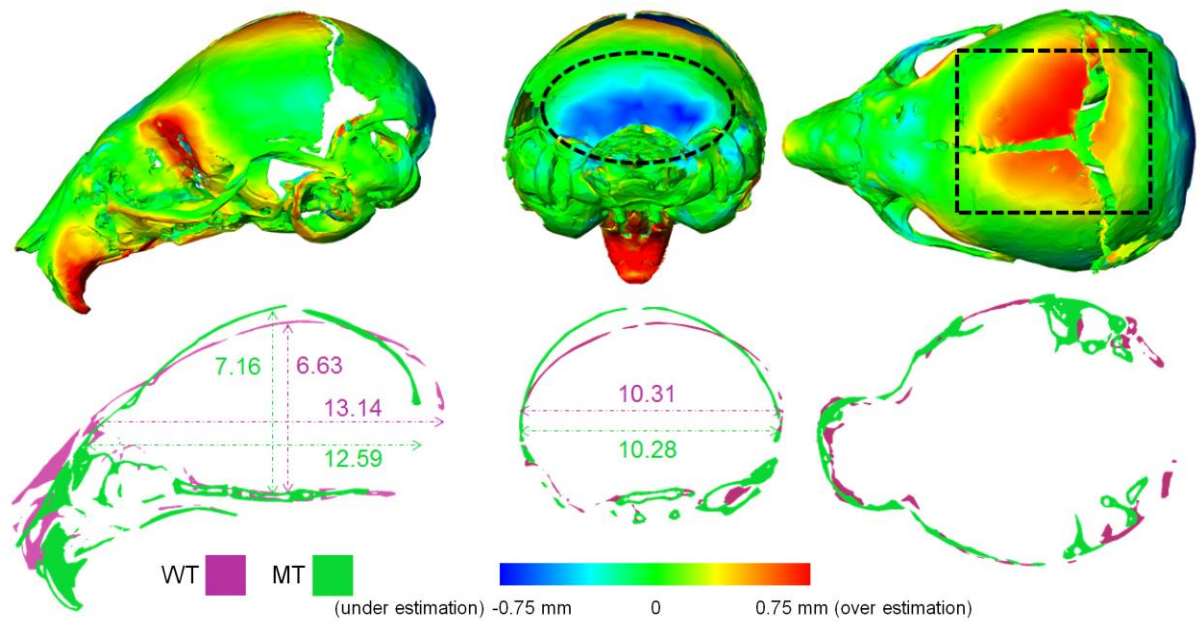 7.16 6.63
13.14
12.59
10.31
10.28
WT MT
(under estimation) -0.75 mm 0 0.75 mm (over estimation)